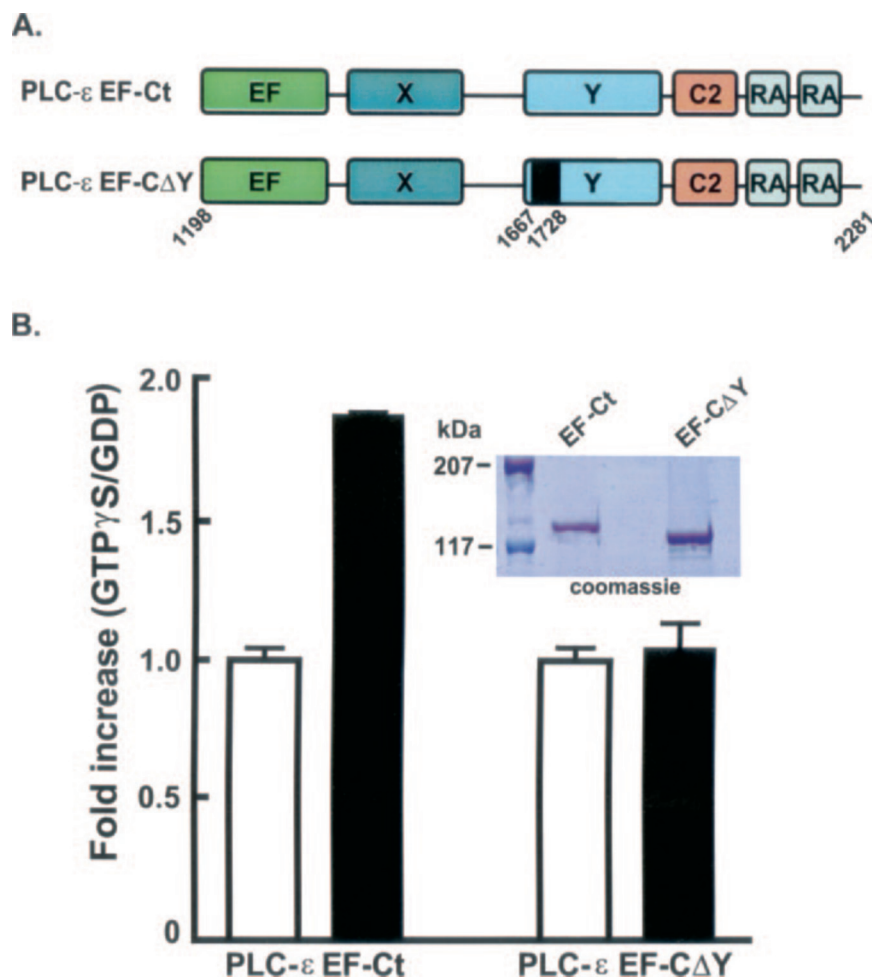 A.
PLC-ε EF-Ct EF X Y C2 RA RA
PLC-ε EF-CΔY EF X Y C2 RA RA
1198 1667 1728 2281
B.
Fold increase (GTPγS/GDP)
2.0
1.5
1.0
0.5
0
kDa EF-Ct EF-CΔY
207
117
coomassie
PLC-ε EF-Ct PLC-ε EF-CΔY